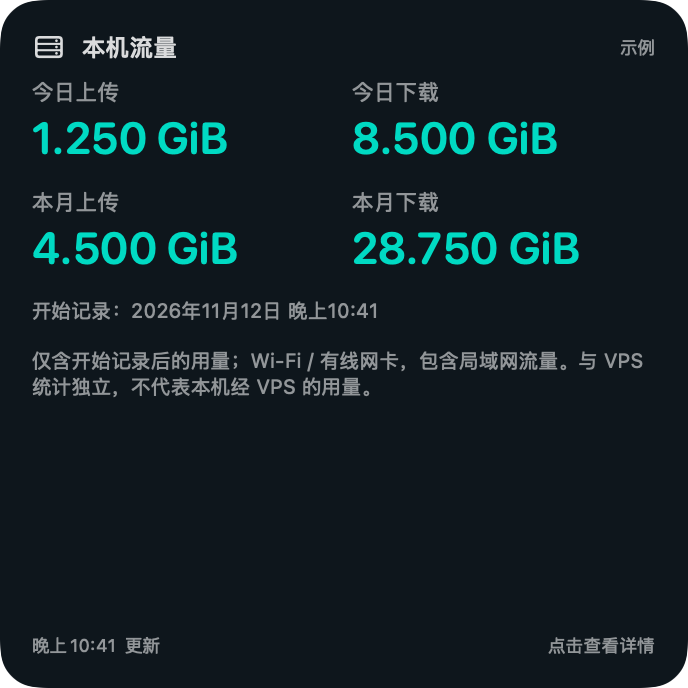 本机流量
示例
今日上传
今日下载
1.250 GiB
8.500 GiB
本月上传
本月下载
4.500 GiB
28.750 GiB
开始记录：2026年11月12日 晚上10:41
仅含开始记录后的用量；Wi-Fi / 有线网卡，包含局域网流量。与 VPS
统计独立，不代表本机经 VPS 的用量。
晚上10:41 更新
点击查看详情